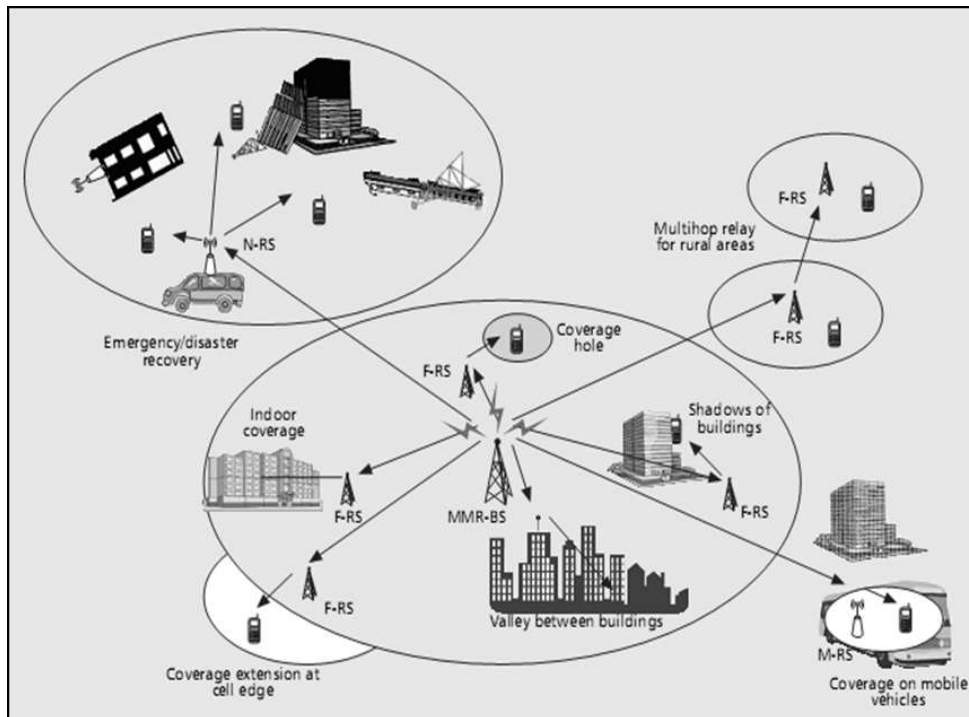 F-RS
N-RS
Multihop relay
for rural areas
F-RS
Emergency/disaster
recovery
Coverage
hole
F-RS
Indoor
coverage
Shadows of
buildings
F-RS
MMR-BS
F-RS
F-RS
Valley between buildings
M-RS
Coverage extension at
cell edge
Coverage on mobile
vehicles